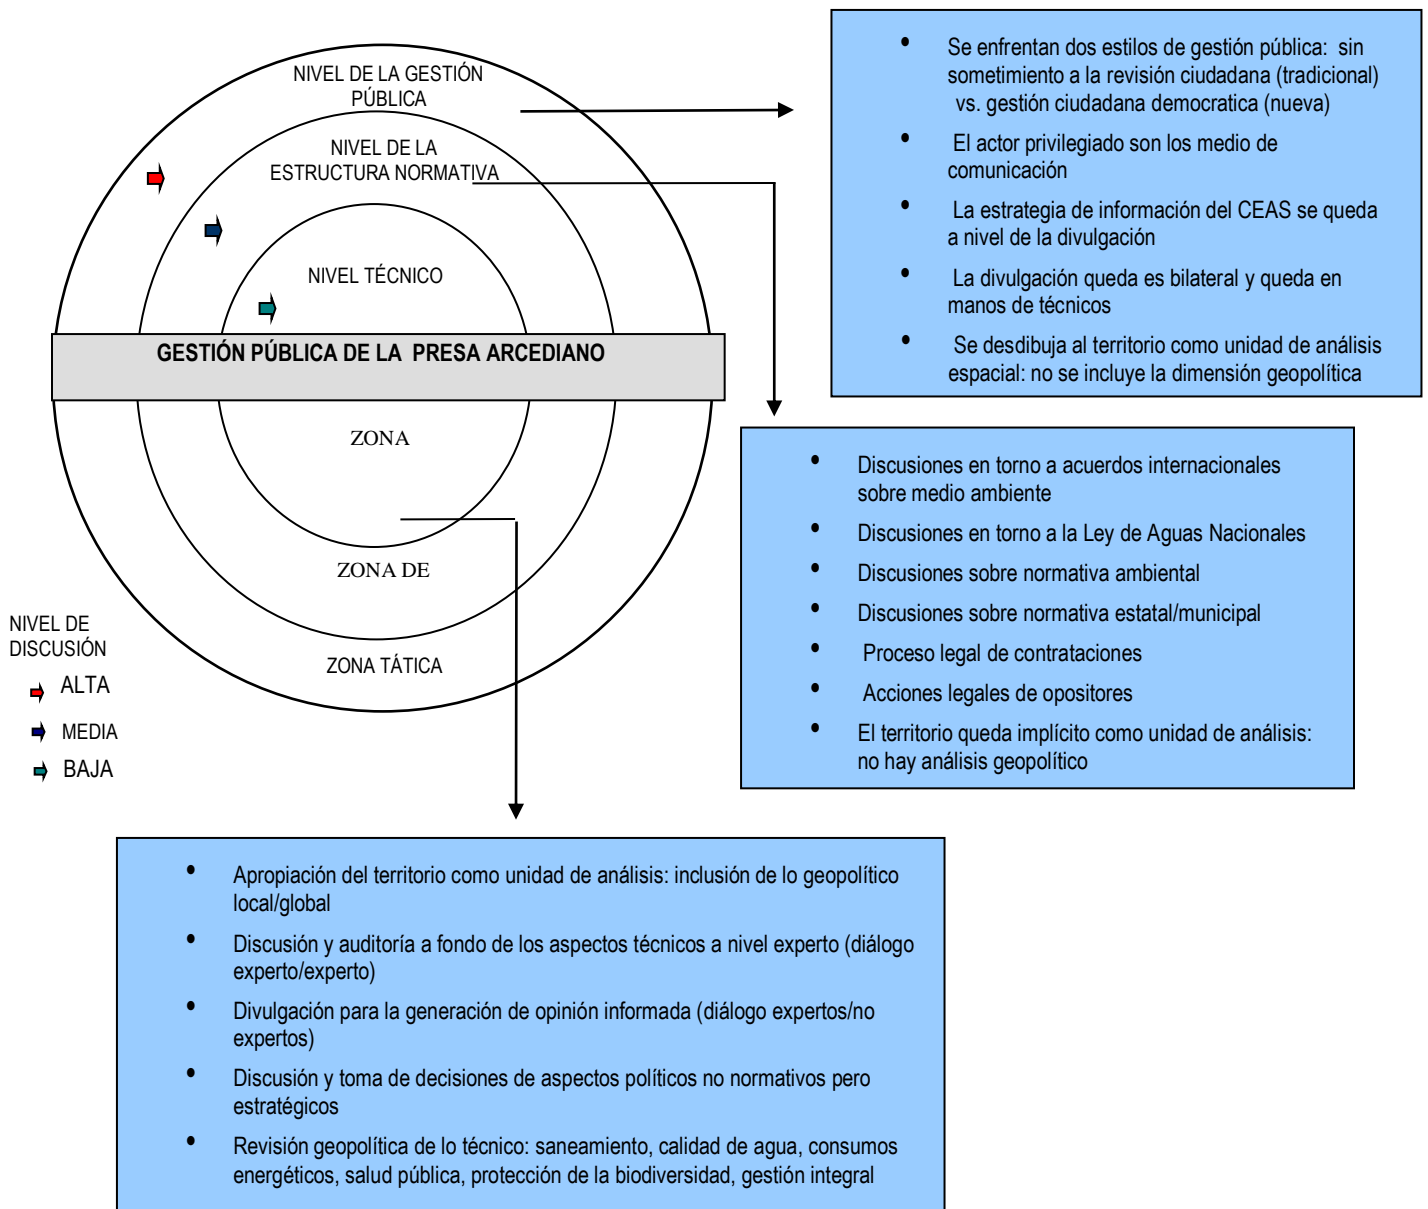 NIVEL DE LA GESTIÓN
PÚBLICA
NIVEL DE LA
ESTRUCTURA NORMATIVA
NIVEL TÉCNICO
GESTIÓN PÚBLICA DE LA PRESA ARCEDIANO
ZONA
ZONA DE
ZONA TÁTICA
NIVEL DE
DISCUSIÓN
ALTA
MEDIA
BAJA
• Se enfrentan dos estilos de gestión pública: sin
sometimiento a la revisión ciudadana (tradicional)
vs. gestión ciudadana democratica (nueva)
• El actor privilegiado son los medio de
comunicación
• La estrategia de información del CEAS se queda
a nivel de la divulgación
• La divulgación queda es bilateral y queda en
manos de técnicos
• Se desdibuja al territorio como unidad de análisis
espacial: no se incluye la dimensión geopolítica
• Discusiones en torno a acuerdos internacionales
sobre medio ambiente
• Discusiones en torno a la Ley de Aguas Nacionales
• Discusiones sobre normativa ambiental
• Discusiones sobre normativa estatal/municipal
• Proceso legal de contrataciones
• Acciones legales de opositores
• El territorio queda implícito como unidad de análisis:
no hay análisis geopolítico
• Apropiación del territorio como unidad de análisis: inclusión de lo geopolítico
local/global
• Discusión y auditoría a fondo de los aspectos técnicos a nivel experto (diálogo
experto/experto)
• Divulgación para la generación de opinión informada (diálogo expertos/no
expertos)
• Discusión y toma de decisiones de aspectos políticos no normativos pero
estratégicos
• Revisión geopolítica de lo técnico: saneamiento, calidad de agua, consumos
energéticos, salud pública, protección de la biodiversidad, gestión integral